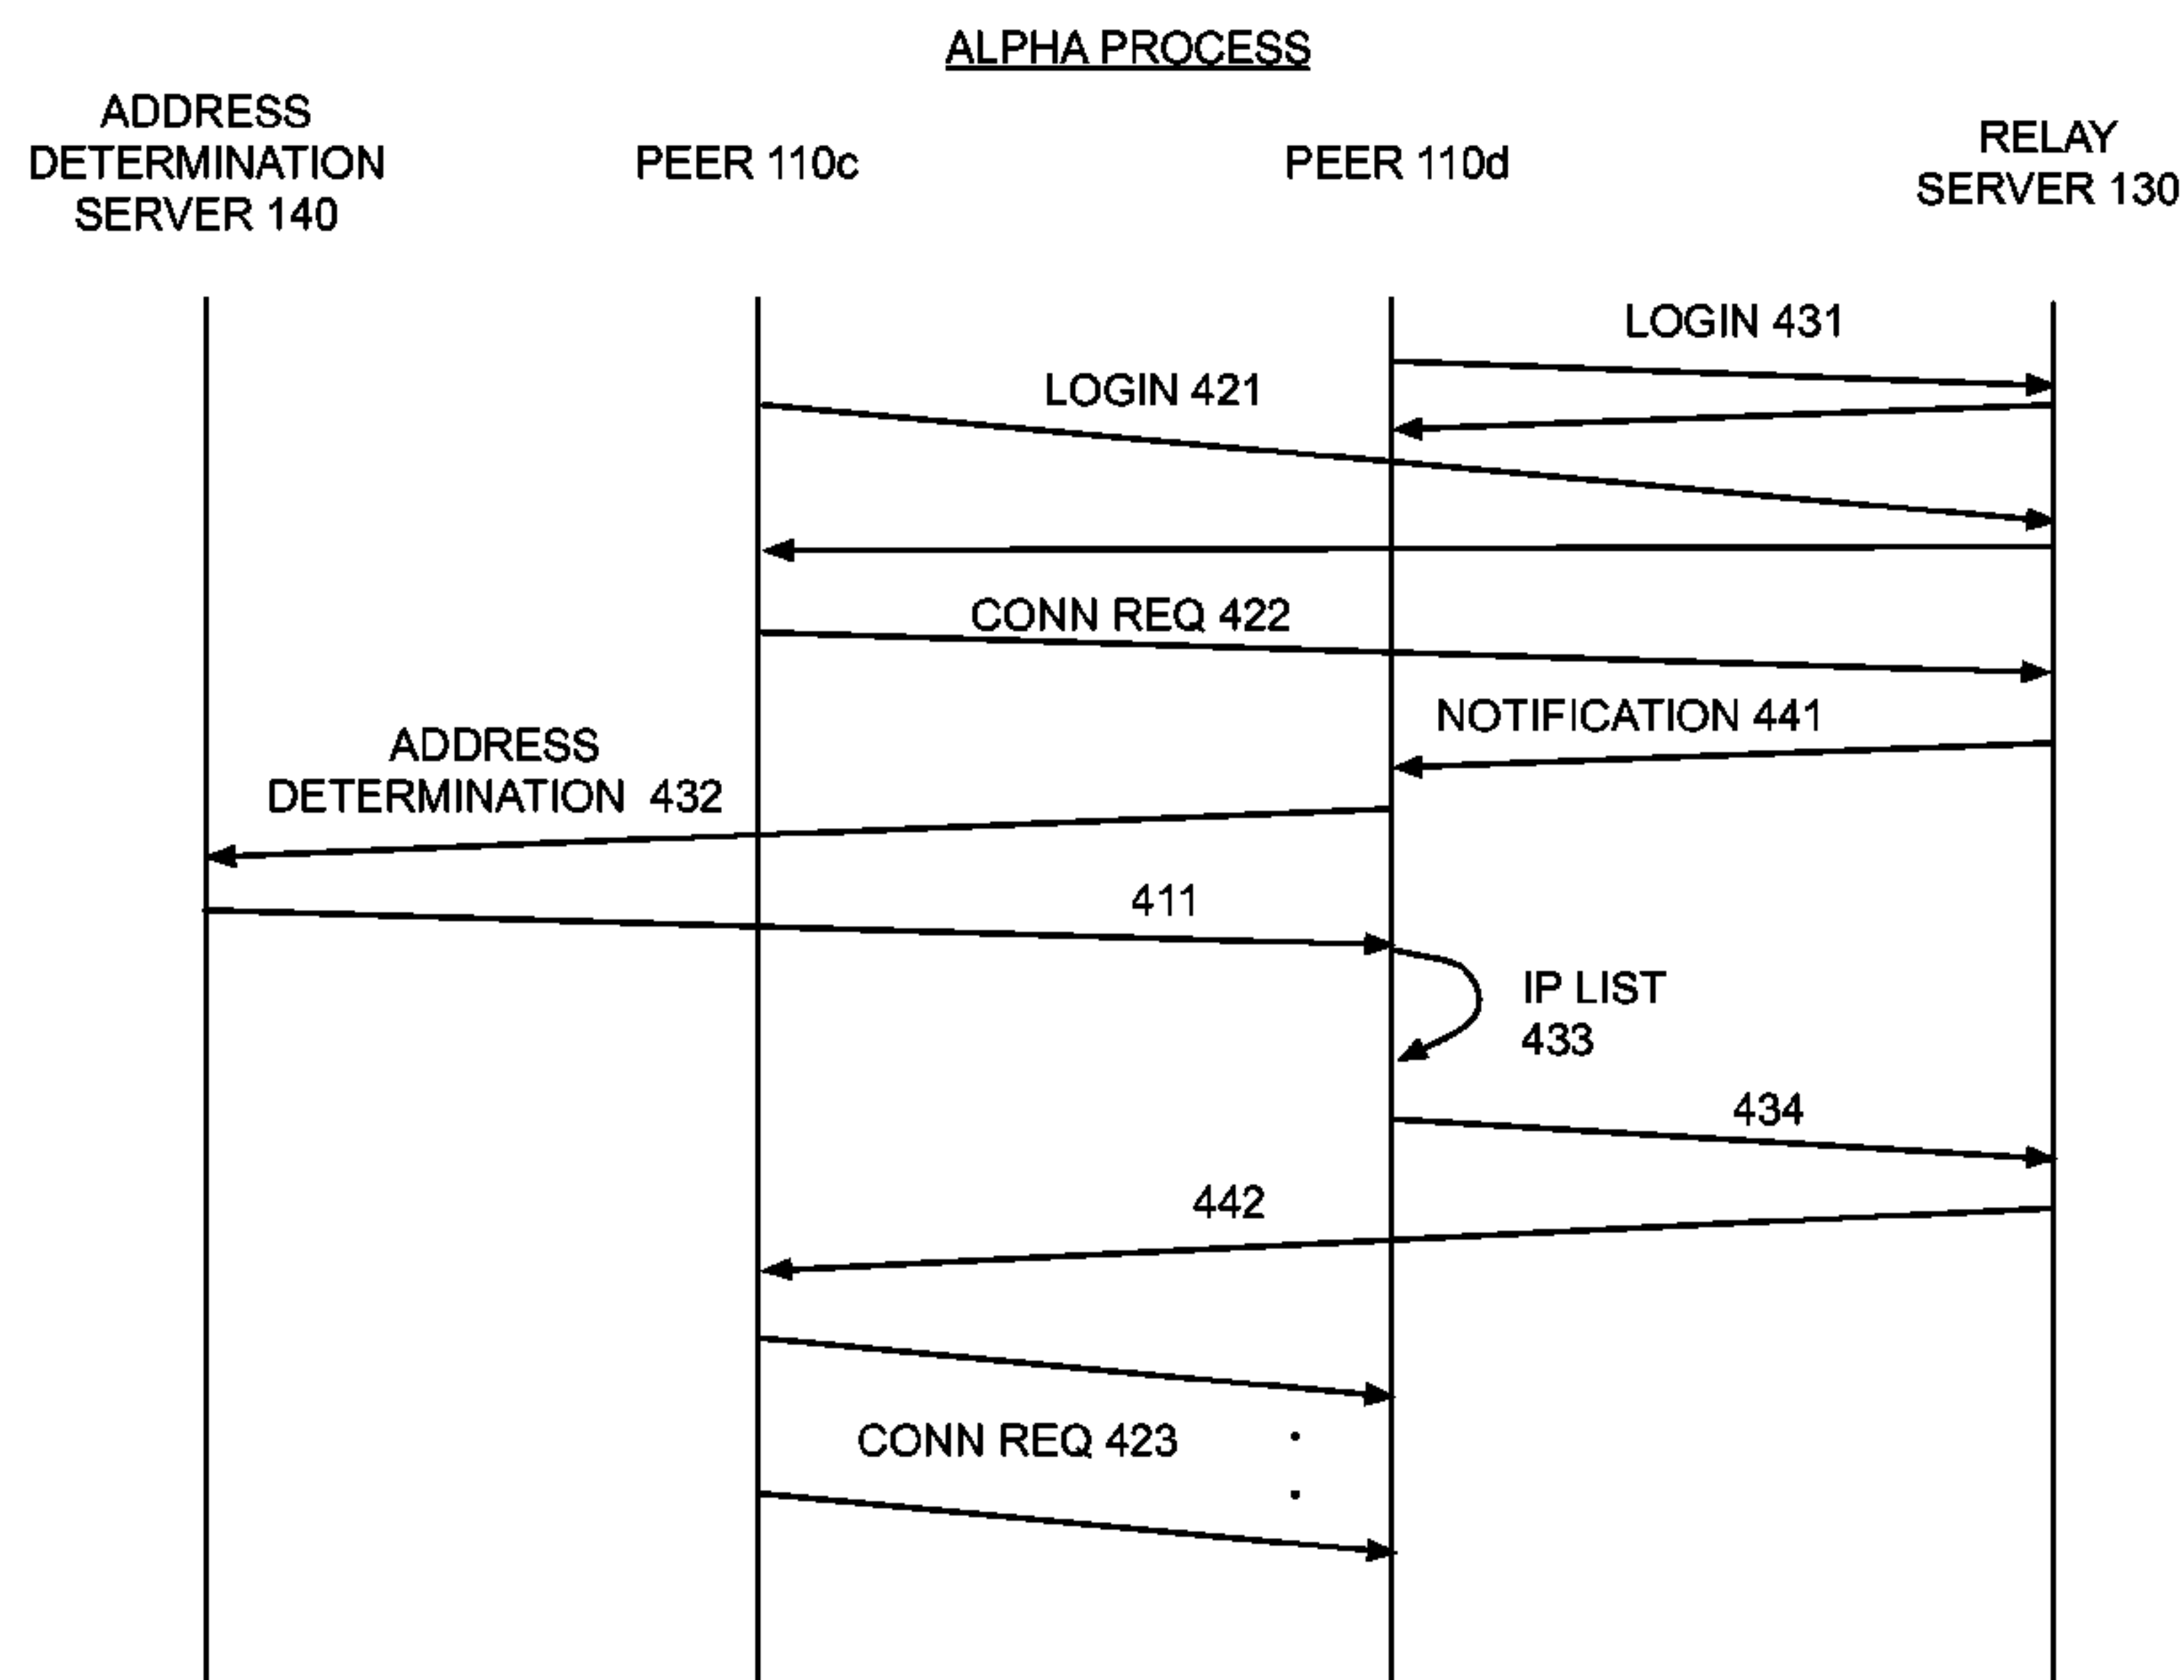 ALPHA PROCESS
ADDRESS
DETERMINATION
SERVER 140
PEER 110c
PEER 110d
RELAY
SERVER 130
LOGIN 431
LOGIN 421
CONN REQ 422
NOTIFICATION 441
ADDRESS
DETERMINATION 432
411
IP LIST
433
434
442
CONN REQ 423